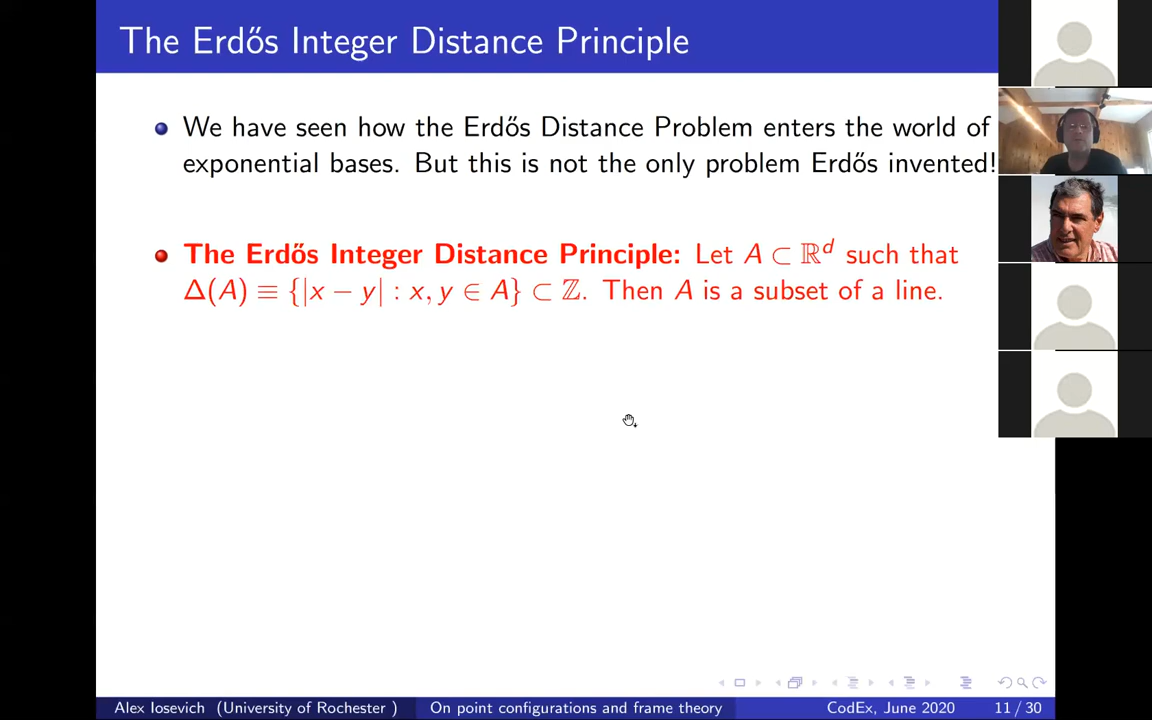 The Erdős Integer Distance Principle
We have seen how the Erdős Distance Problem enters the world of
exponential bases. But this is not the only problem Erdős invented!
The Erdős Integer Distance Principle: Let A ⊂ ℝᵈ such that
Δ(A) ≡ {|x − y| : x, y ∈ A} ⊂ ℤ. Then A is a subset of a line.
Alex Iosevich (University of Rochester ) On point configurations and frame theory CodEx, June 2020 11 / 30